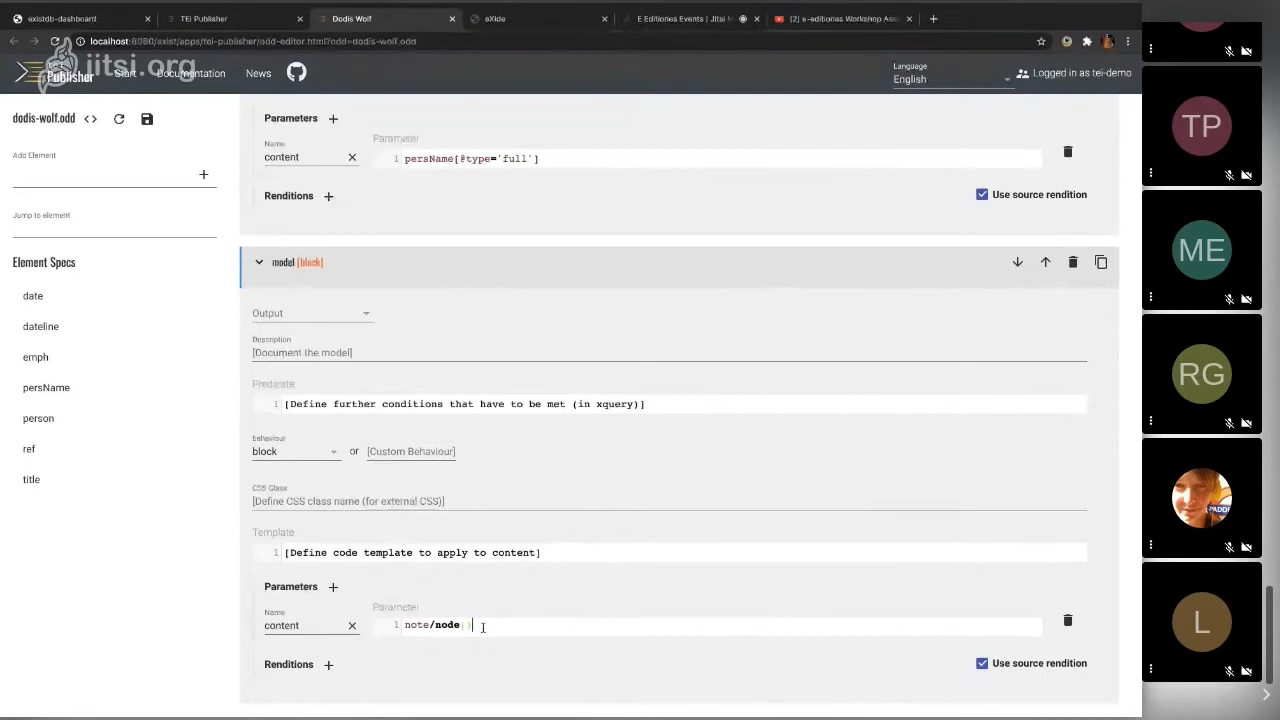 existdb-dashboard
TEI Publisher
Dodis Wolf
eXide
E Editiones Events | Jitsi M
(2) e-editiones Workshop Asso
localhost:8080/exist/apps/tei-publisher/odd-editor.html?odd=dodis-wolf.odd
jitsi.org
Publisher
Start
Documentation
News
Language
English
Logged in as tei-demo
dodis-wolf.odd
Add Element
Jump to element
Element Specs
date
dateline
emph
persName
person
ref
title
Parameters
Name:
content
Parameter
1 persName[@type='full']
Renditions
Use source rendition
model [block]
Output
Description
[Document the model]
Predicate
1 [Define further conditions that have to be met (in xquery)]
Behaviour
block or [Custom Behaviour]
CSS Class
[Define CSS class name (for external CSS)]
Template
1 [Define code template to apply to content]
Parameters
Name:
content
Parameter
1 note/node()
Renditions
Use source rendition
TP
ME
RG
PADDI
L